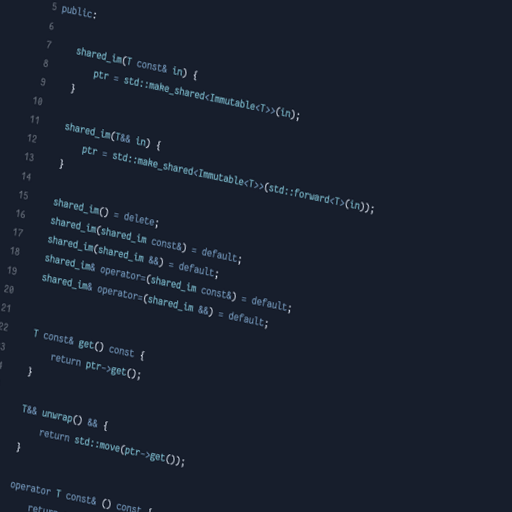 5 public:
6
7 shared_im(T const& in) {
8 ptr = std::make_shared<Immutable<T>>(in);
9 }
10
11 shared_im(T&& in) {
12 ptr = std::make_shared<Immutable<T>>(std::forward<T>(in));
13 }
14
15 shared_im() = delete;
16 shared_im(shared_im const&) = default;
17 shared_im(shared_im &&) = default;
18 shared_im& operator=(shared_im const&) = default;
19 shared_im& operator=(shared_im &&) = default;
20
21
22 T const& get() const {
3 return ptr->get();
4 }

T&& unwrap() && {
return std::move(ptr->get());
}

operator T const& () const {